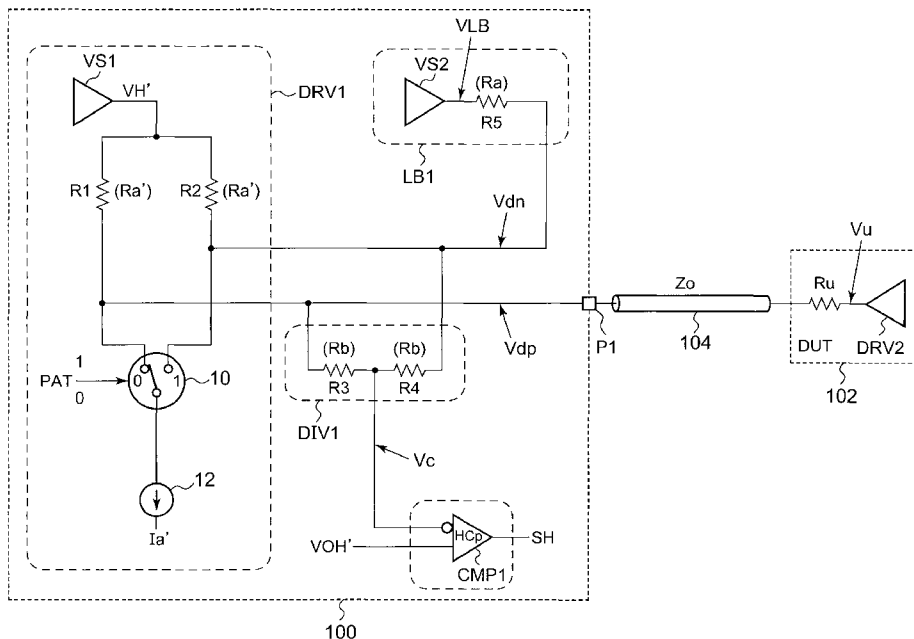 VS1
VH'
DRV1
VS2
VLB
(Ra)
R5
LB1
R1 (Ra')
R2 (Ra')
Vdn
Vu
Zo
Ru
P1
104
DUT
DRV2
102
Vdp
1
PAT
0
0
1
10
(Rb) (Rb)
R3 R4
DIV1
Vc
12
Ia'
HCp
SH
VOH'
CMP1
100